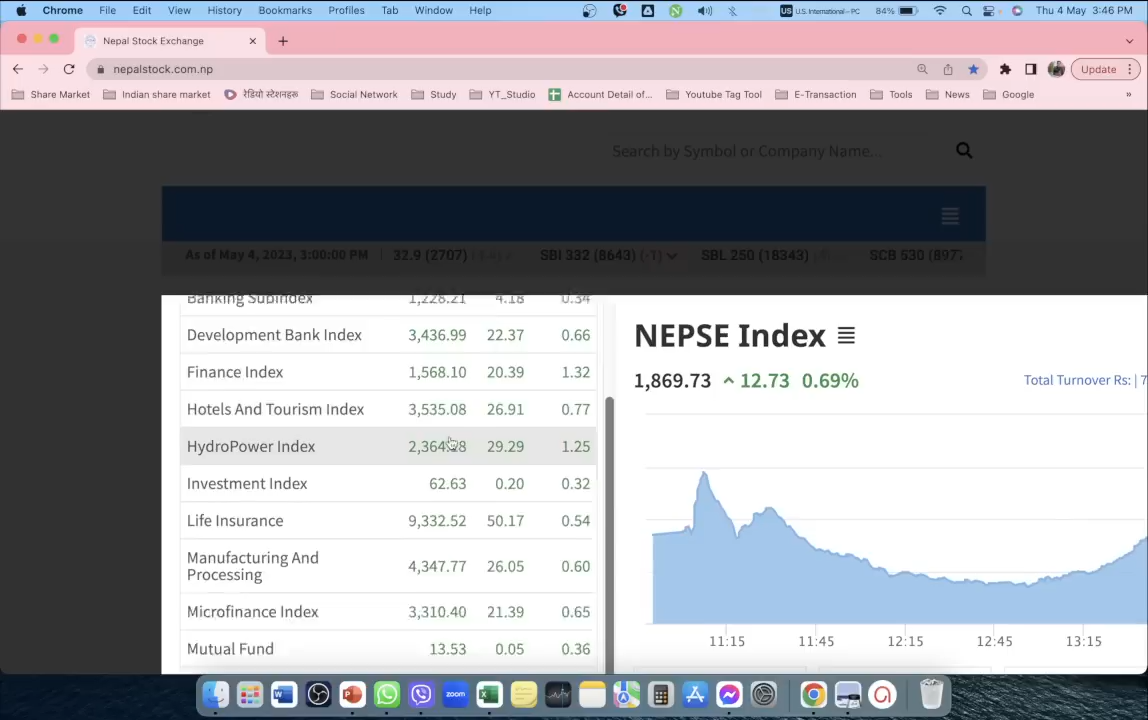 Chrome File Edit View History Bookmarks Profiles Tab Window Help US U.S. International – PC 84% Thu 4 May 3:46 PM
Nepal Stock Exchange
nepalstock.com.np Update
Share Market Indian share market रेडियो स्टेशनहरू Social Network Study YT_Studio Account Detail of... Youtube Tag Tool E-Transaction Tools News Google »
Search by Symbol or Company Name...
As of May 4, 2023, 3:00:00 PM 32.9 (2707) SBI 332 (8643) (-1) SBL 250 (18343) SCB 530 (897
Banking SubIndex 1,228.21 4.18 0.34
Development Bank Index 3,436.99 22.37 0.66
Finance Index 1,568.10 20.39 1.32
Hotels And Tourism Index 3,535.08 26.91 0.77
HydroPower Index 29.29 1.25
Investment Index 62.63 0.20 0.32
Life Insurance 9,332.52 50.17 0.54
Manufacturing And
Processing 4,347.77 26.05 0.60
Microfinance Index 3,310.40 21.39 0.65
Mutual Fund 13.53 0.05 0.36
NEPSE Index
1,869.73 12.73 0.69%
Total Turnover Rs: | 7
11:15 11:45 12:15 12:45 13:15
zoom